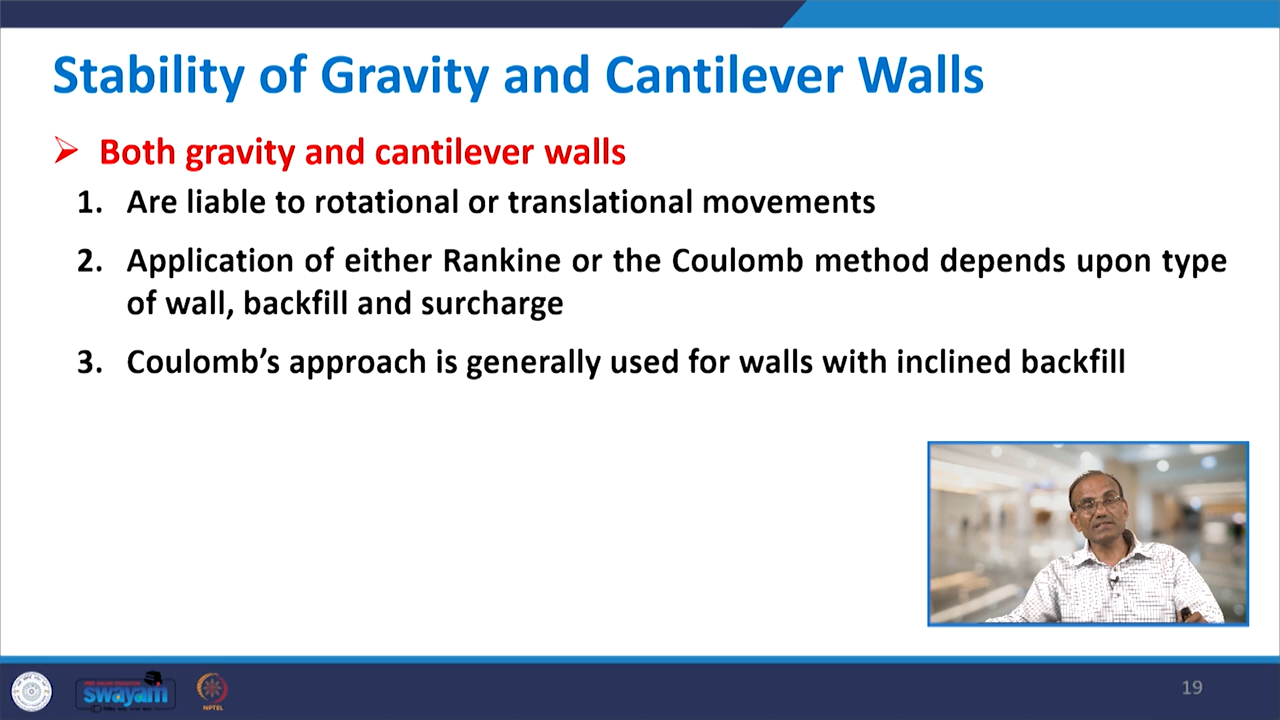 Stability of Gravity and Cantilever Walls
Both gravity and cantilever walls
1. Are liable to rotational or translational movements
2. Application of either Rankine or the Coulomb method depends upon type
of wall, backfill and surcharge
3. Coulomb's approach is generally used for walls with inclined backfill
swayam
NPTEL
19